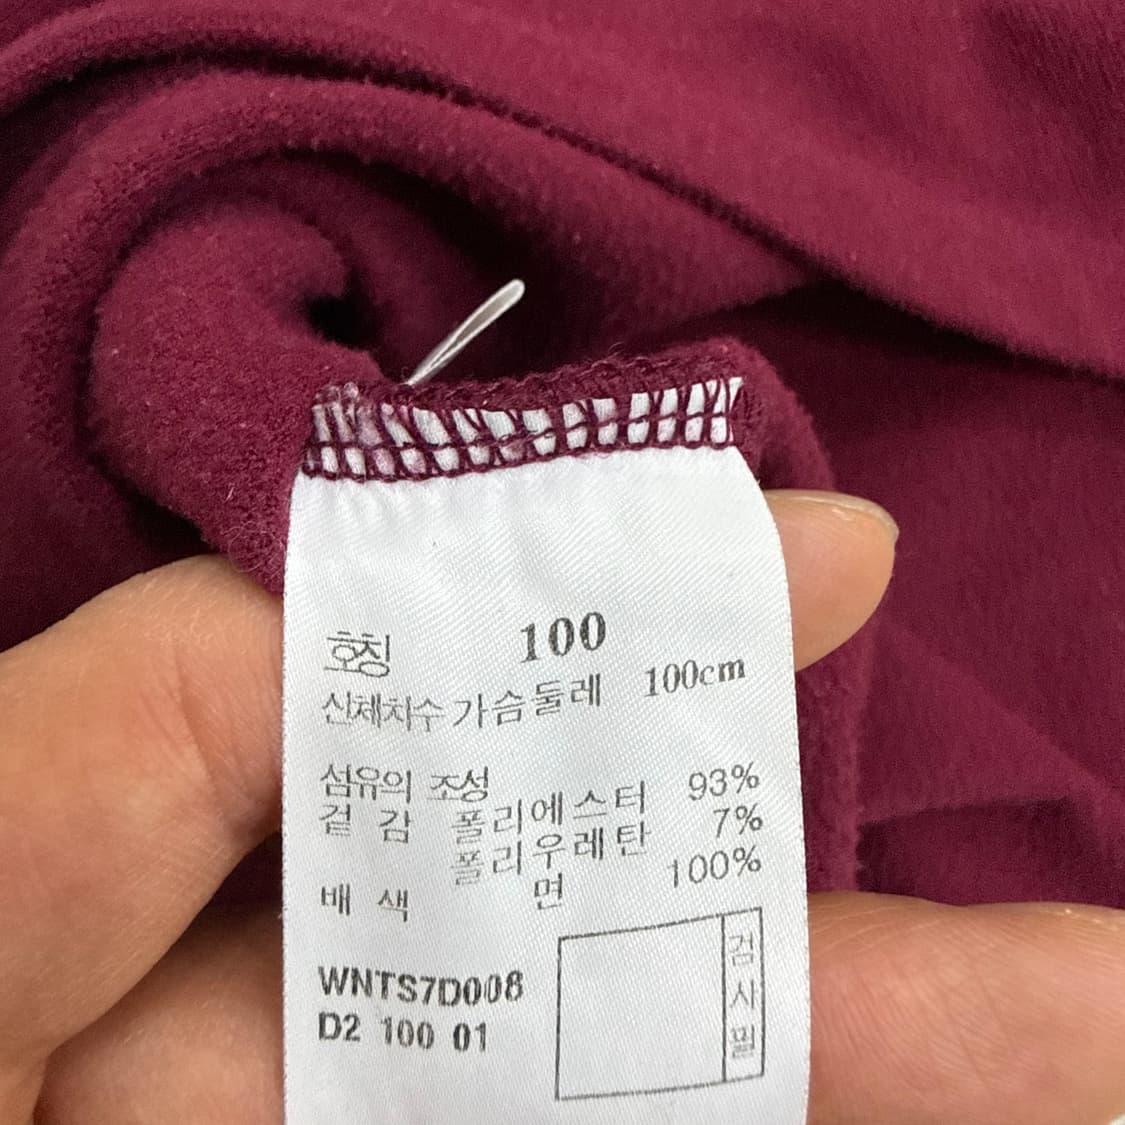 호칭 100
신체치수 가슴둘레 100cm
섬유의 조성
겉 감 폴리에스터 93%
폴리우레탄 7%
배 색 면 100%
WNTS7D008
D2 100 01
검사필